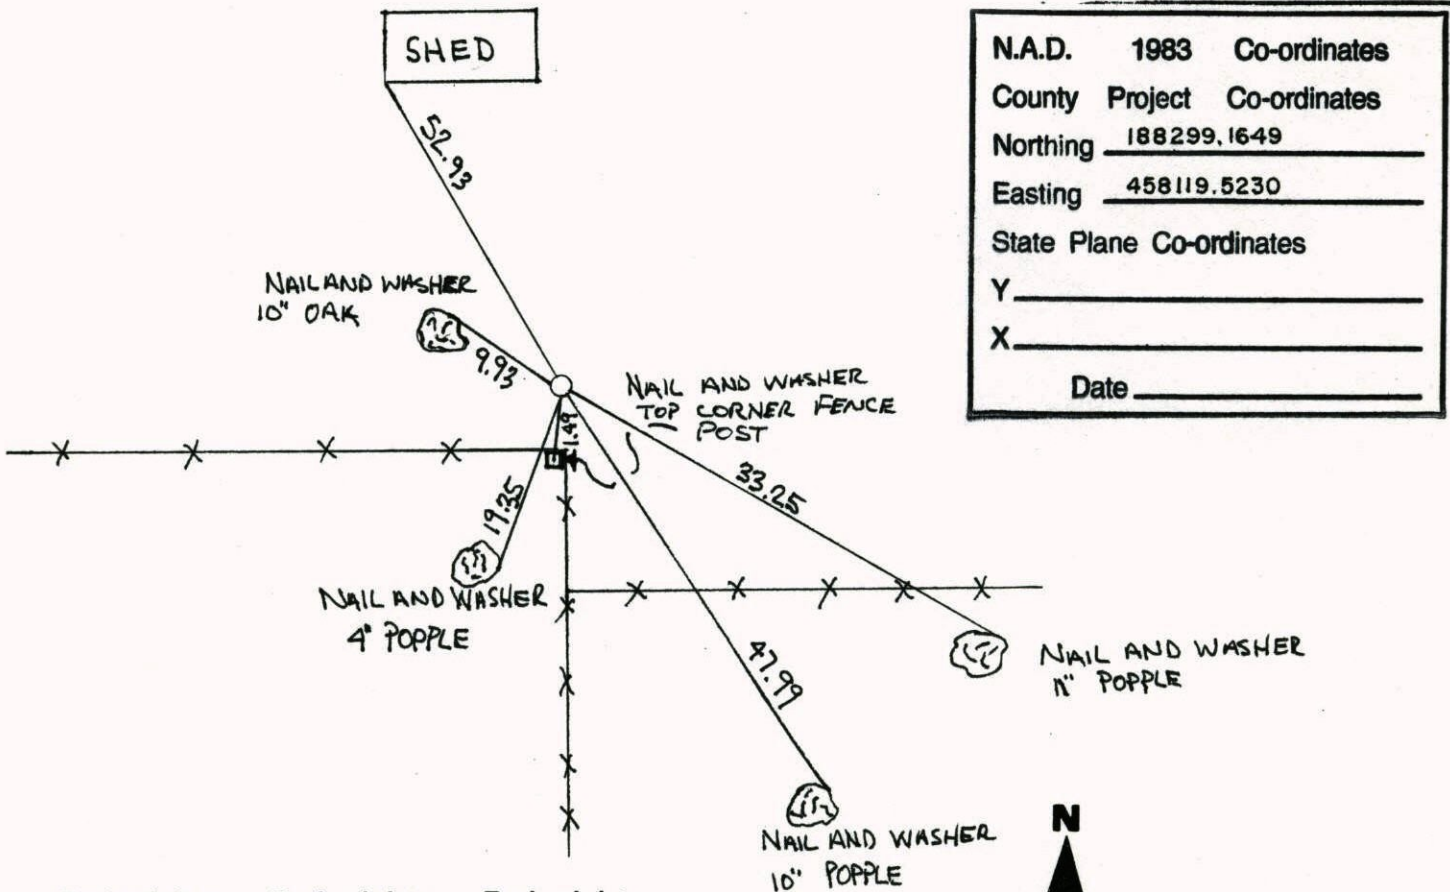 SHED
N.A.D. 1983 Co-ordinates
County Project Co-ordinates
Northing 188299.1649
Easting 458119.5230
State Plane Co-ordinates
Y
X
Date
52.93
NAIL AND WASHER
10" OAK
9.93
NAIL AND WASHER
TOP CORNER FENCE
POST
1.49
33.25
19.35
NAIL AND WASHER
4" POPPLE
47.99
NAIL AND WASHER
11" POPPLE
NAIL AND WASHER
10" POPPLE
N